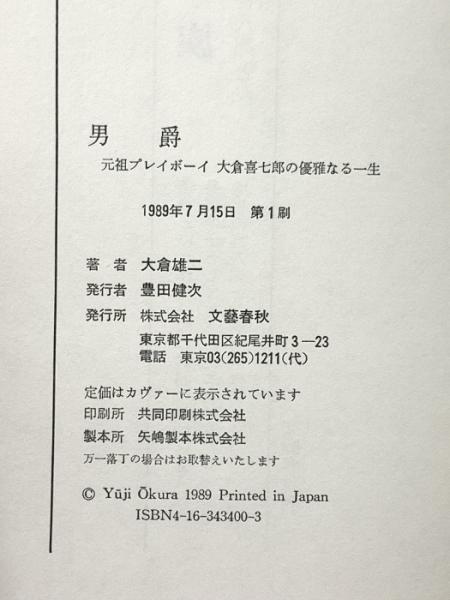 男爵
元祖プレイボーイ 大倉喜七郎の優雅なる一生
1989年7月15日 第1刷
著者 大倉雄二
発行者 豊田健次
発行所 株式会社 文藝春秋
東京都千代田区紀尾井町3—23
電話 東京03(265)1211(代)
定価はカヴァーに表示されています
印刷所 共同印刷株式会社
製本所 矢嶋製本株式会社
万一落丁の場合はお取替えいたします
© Yūji Ōkura 1989 Printed in Japan
ISBN4-16-343400-3